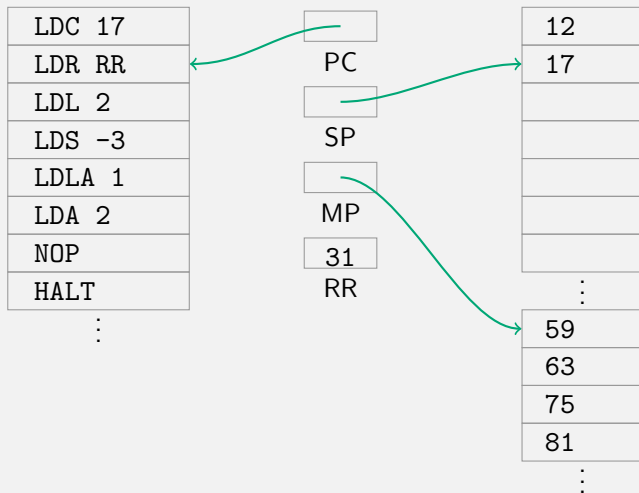 LDC 17
LDR RR
LDL 2
LDS -3
LDLA 1
LDA 2
NOP
HALT
⋮
PC
SP
MP
31
RR
12
17
⋮
59
63
75
81
⋮